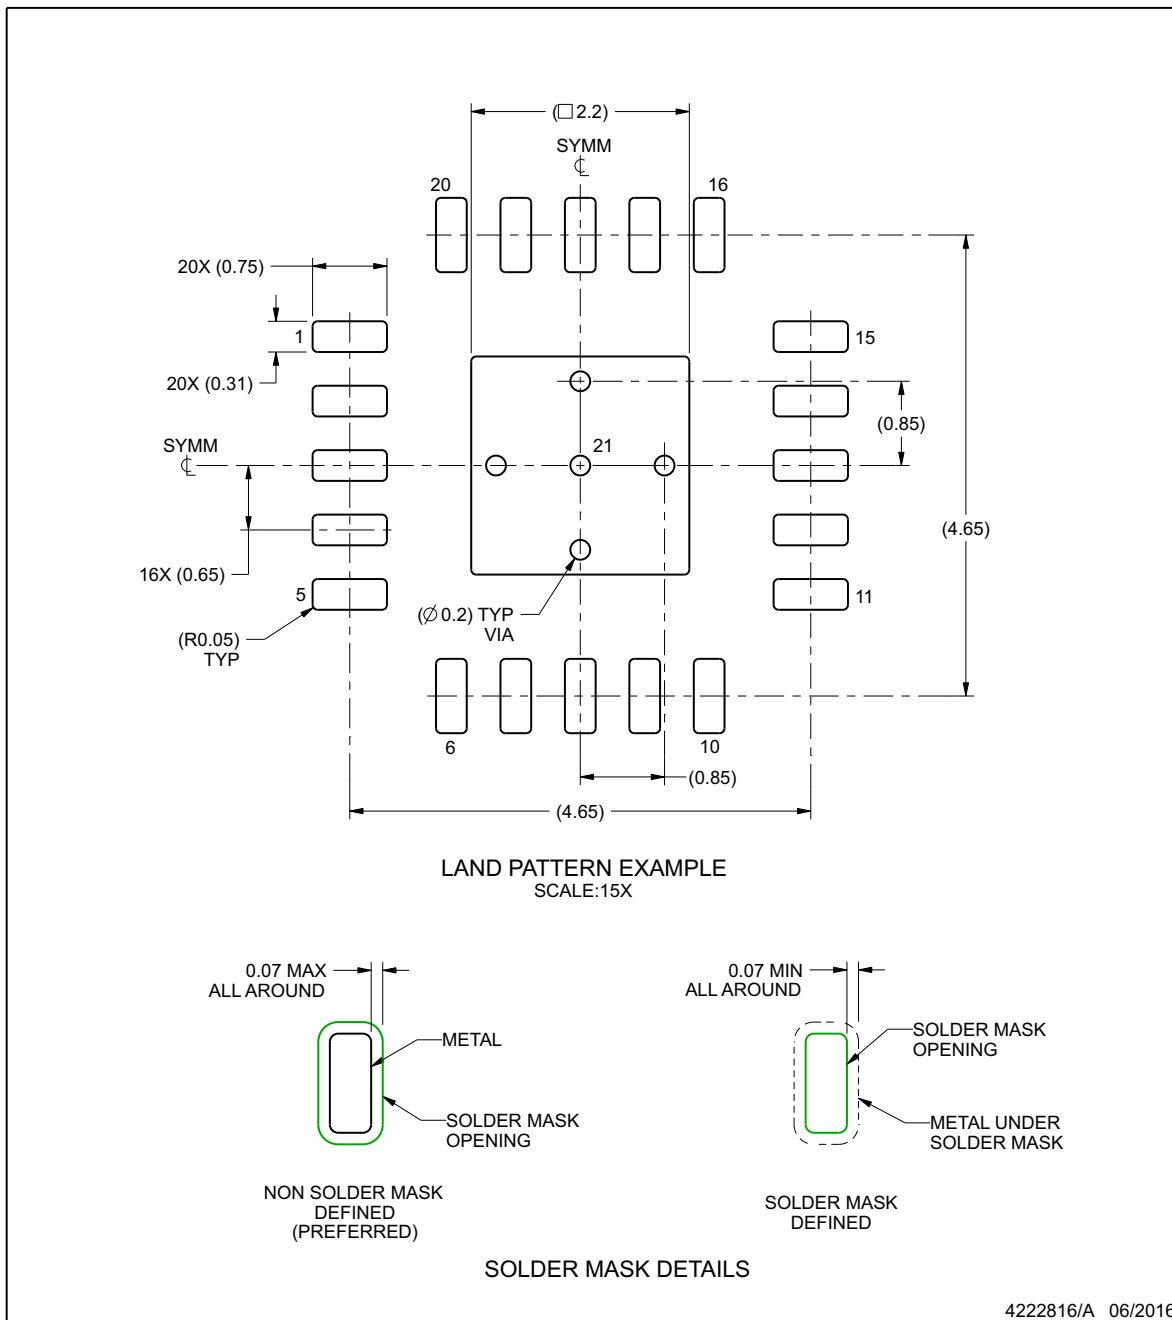 (□2.2)
SYMM
℄
20
16
20X (0.75)
1
15
20X (0.31)
(0.85)
SYMM
℄
21
(4.65)
16X (0.65)
5
11
(∅0.2) TYP
VIA
(R0.05)
TYP
6
10
(0.85)
(4.65)
LAND PATTERN EXAMPLE
SCALE:15X
0.07 MAX
ALL AROUND
METAL
SOLDER MASK
OPENING
NON SOLDER MASK
DEFINED
(PREFERRED)
0.07 MIN
ALL AROUND
SOLDER MASK
OPENING
METAL UNDER
SOLDER MASK
SOLDER MASK
DEFINED
SOLDER MASK DETAILS
4222816/A 06/2016